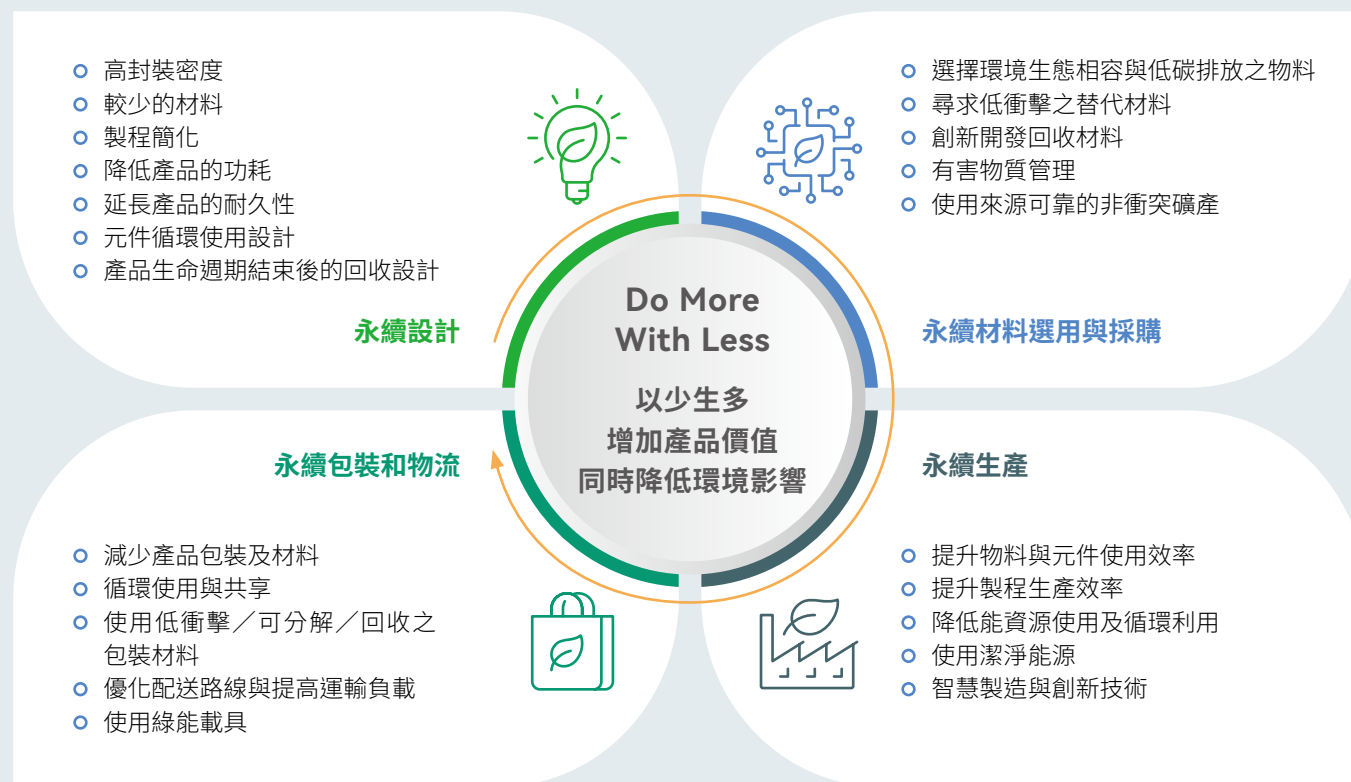 高封裝密度
較少的材料
製程簡化
降低產品的功耗
延長產品的耐久性
元件循環使用設計
產品生命週期結束後的回收設計
永續設計
選擇環境生態相容與低碳排放之物料
尋求低衝擊之替代材料
創新開發回收材料
有害物質管理
使用來源可靠的非衝突礦產
永續材料選用與採購
Do More
With Less
以少生多
增加產品價值
同時降低環境影響
永續包裝和物流
減少產品包裝及材料
循環使用與共享
使用低衝擊／可分解／回收之
包裝材料
優化配送路線與提高運輸負載
使用綠能載具
永續生產
提升物料與元件使用效率
提升製程生產效率
降低能資源使用及循環利用
使用潔淨能源
智慧製造與創新技術